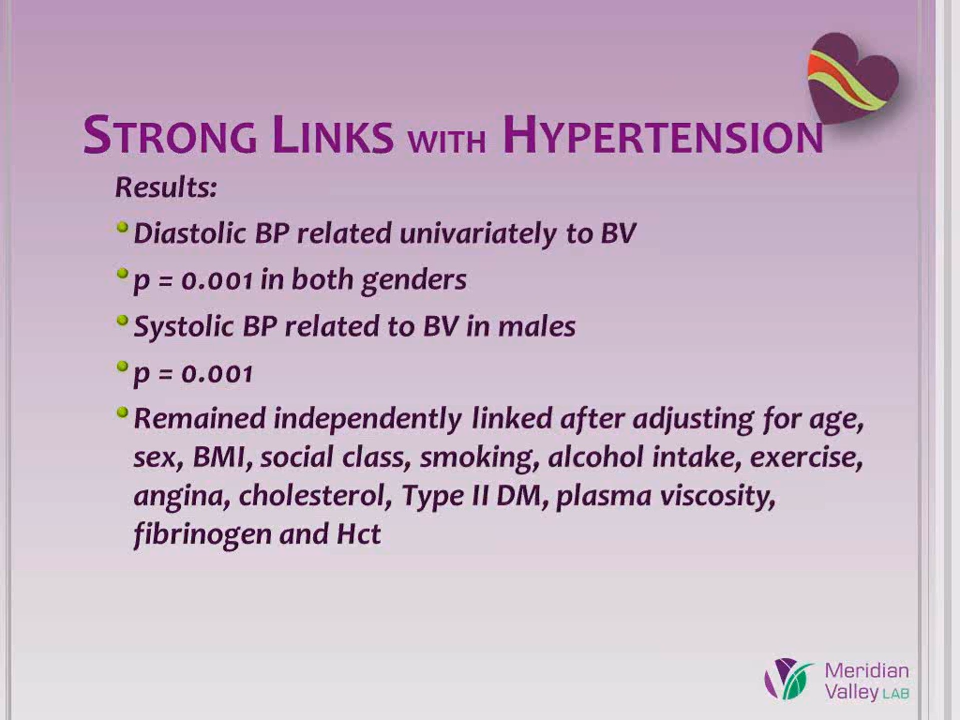 STRONG LINKS WITH HYPERTENSION
Results:
Diastolic BP related univariately to BV
p = 0.001 in both genders
Systolic BP related to BV in males
p = 0.001
Remained independently linked after adjusting for age,
sex, BMI, social class, smoking, alcohol intake, exercise,
angina, cholesterol, Type II DM, plasma viscosity,
fibrinogen and Hct
Meridian
Valley LAB